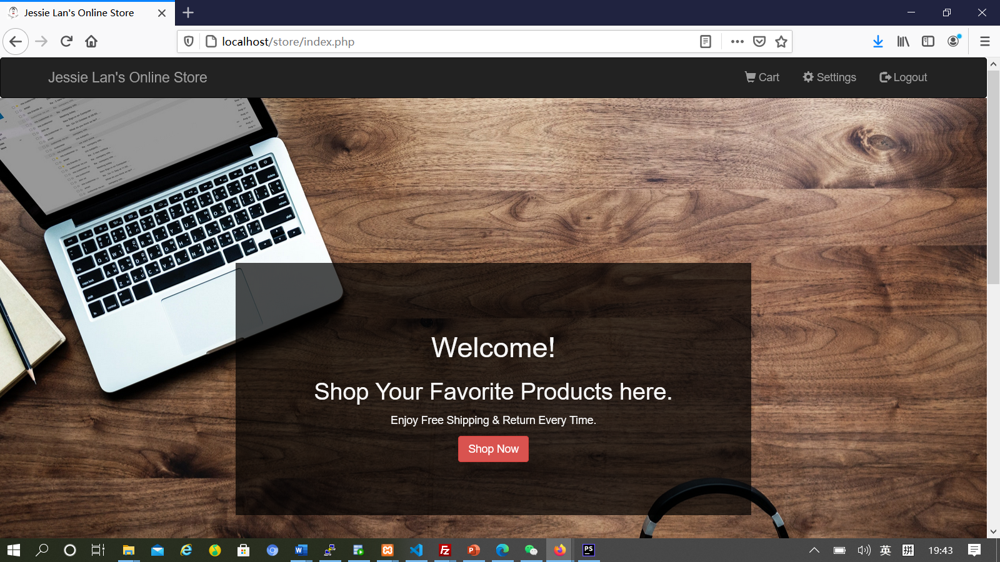 Jessie Lan's Online Store
localhost/store/index.php
Jessie Lan's Online Store
Cart
Settings
Logout
Welcome!
Shop Your Favorite Products here.
Enjoy Free Shipping & Return Every Time.
Shop Now
英
拼
19:43